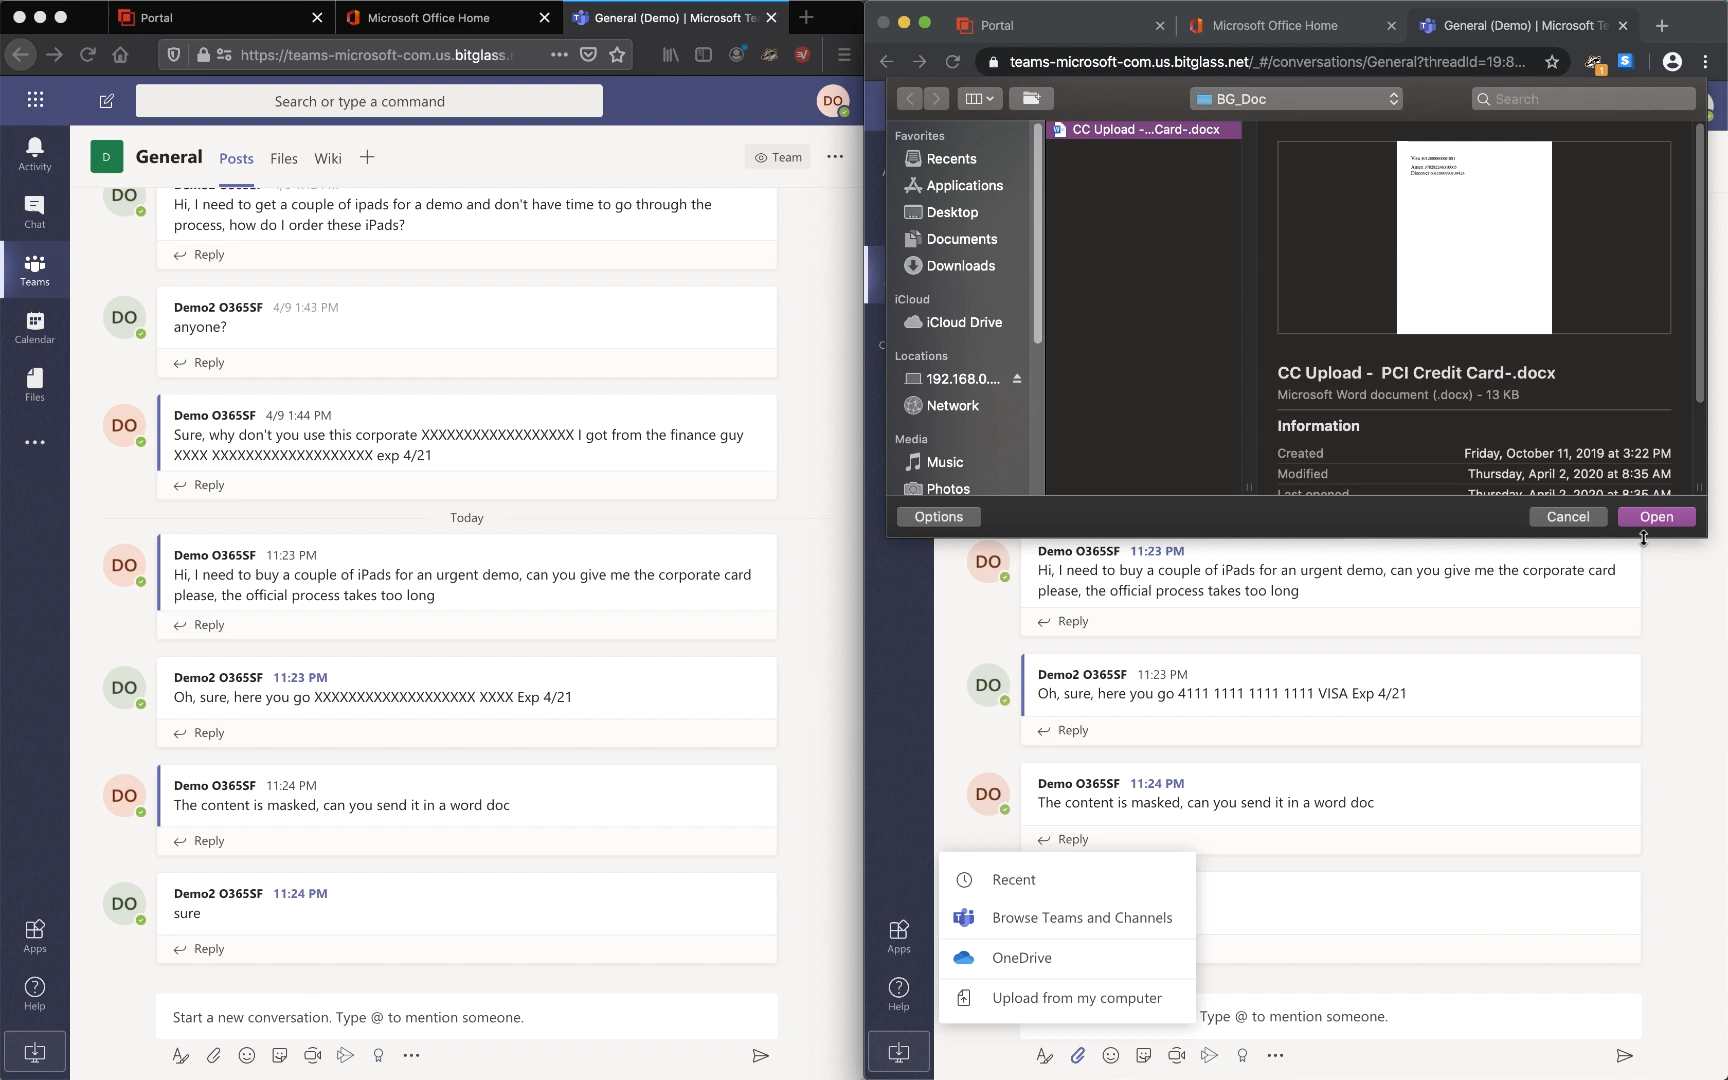 Portal
Microsoft Office Home
General (Demo) | Microsoft Te
https://teams-microsoft-com.us.bitglass.
Search or type a command
DO
Activity
Chat
Teams
Calendar
Files
Apps
Help
D
General
Posts
Files
Wiki
Team
DO
Hi, I need to get a couple of ipads for a demo and don't have time to go through the
process, how do I order these iPads?
Reply
DO
Demo2 O365SF 4/9 1:43 PM
anyone?
Reply
DO
Demo O365SF 4/9 1:44 PM
Sure, why don't you use this corporate XXXXXXXXXXXXXXXXXX I got from the finance guy
XXXX XXXXXXXXXXXXXXXXXXX exp 4/21
Reply
Today
DO
Demo O365SF 11:23 PM
Hi, I need to buy a couple of iPads for an urgent demo, can you give me the corporate card
please, the official process takes too long
Reply
DO
Demo2 O365SF 11:23 PM
Oh, sure, here you go XXXXXXXXXXXXXXXXXXX XXXX Exp 4/21
Reply
DO
Demo O365SF 11:24 PM
The content is masked, can you send it in a word doc
Reply
DO
Demo2 O365SF 11:24 PM
sure
Reply
Start a new conversation. Type @ to mention someone.
Portal
Microsoft Office Home
General (Demo) | Microsoft Te
teams-microsoft-com.us.bitglass.net/_#/conversations/General?threadId=19:8...
1
S
BG_Doc
Search
Favorites
Recents
Applications
Desktop
Documents
Downloads
iCloud
iCloud Drive
Locations
192.168.0....
Network
Media
Music
Photos
CC Upload -...Card-.docx
CC Upload - PCI Credit Card-.docx
Microsoft Word document (.docx) - 13 KB
Information
Created Friday, October 11, 2019 at 3:22 PM
Modified Thursday, April 2, 2020 at 8:35 AM
Last opened Thursday, April 2, 2020 at 8:35 AM
Options
Cancel
Open
DO
Demo O365SF 11:23 PM
Hi, I need to buy a couple of iPads for an urgent demo, can you give me the corporate card
please, the official process takes too long
Reply
DO
Demo2 O365SF 11:23 PM
Oh, sure, here you go 4111 1111 1111 1111 VISA Exp 4/21
Reply
DO
Demo O365SF 11:24 PM
The content is masked, can you send it in a word doc
Reply
Recent
Browse Teams and Channels
OneDrive
Upload from my computer
Type @ to mention someone.
Apps
Help